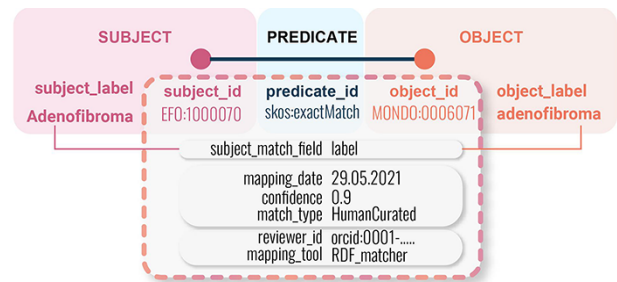 SUBJECT PREDICATE OBJECT
subject_label subject_id predicate_id object_id object_label
Adenofibroma EFO:1000070 skos:exactMatch MONDO:0006071 adenofibroma
subject_match_field label
mapping_date 29.05.2021
confidence 0.9
match_type HumanCurated
reviewer_id orcid:0001-.....
mapping_tool RDF_matcher